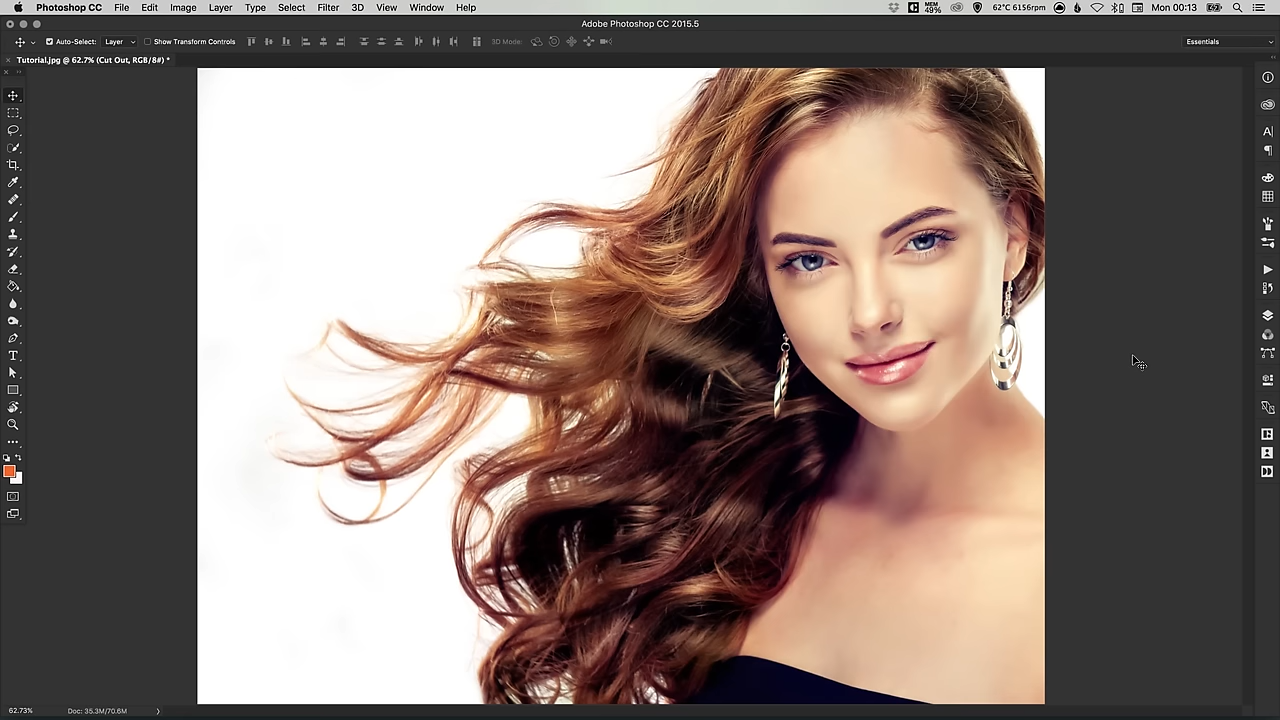 Photoshop CC File Edit Image Layer Type Select Filter 3D View Window Help MEM 49% 62°C 6156rpm Mon 00:13
Adobe Photoshop CC 2015.5
Auto-Select: Layer Show Transform Controls 3D Mode: Essentials
Tutorial.jpg @ 62.7% (Cut Out, RGB/8#) *
62.73% Doc: 35.3M/70.6M